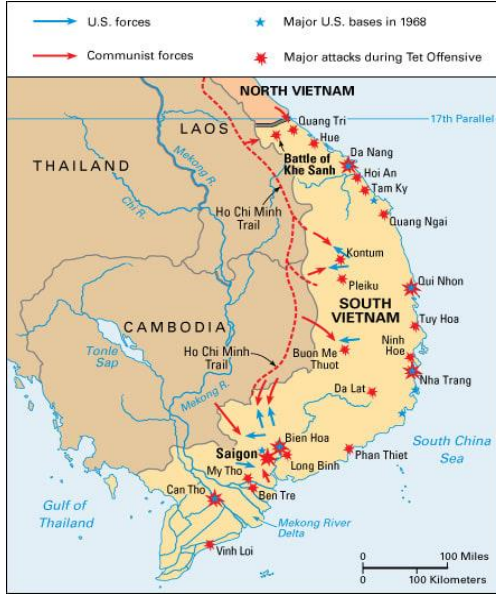 U.S. forces
Major U.S. bases in 1968
Communist forces
Major attacks during Tet Offensive
NORTH VIETNAM
17th Parallel
Quang Tri
LAOS
Hue
Mekong R.
Battle of
Khe Sanh
Da Nang
THAILAND
Hoi An
Tam Ky
Chi R.
Ho Chi Minh
Trail
Quang Ngai
Kontum
Pleiku
Qui Nhon
SOUTH
VIETNAM
CAMBODIA
Tuy Hoa
Tonle
Sap
Ho Chi Minh
Trail
Buon Me
Thuot
Ninh
Hoe
Nha Trang
Mekong R.
Da Lat
Bien Hoa
South China
Sea
Saigon
Long Binh
Phan Thiet
My Tho
Can Tho
Ben Tre
Gulf of
Thailand
Mekong River
Delta
Vinh Loi
0 100 Miles
0 100 Kilometers